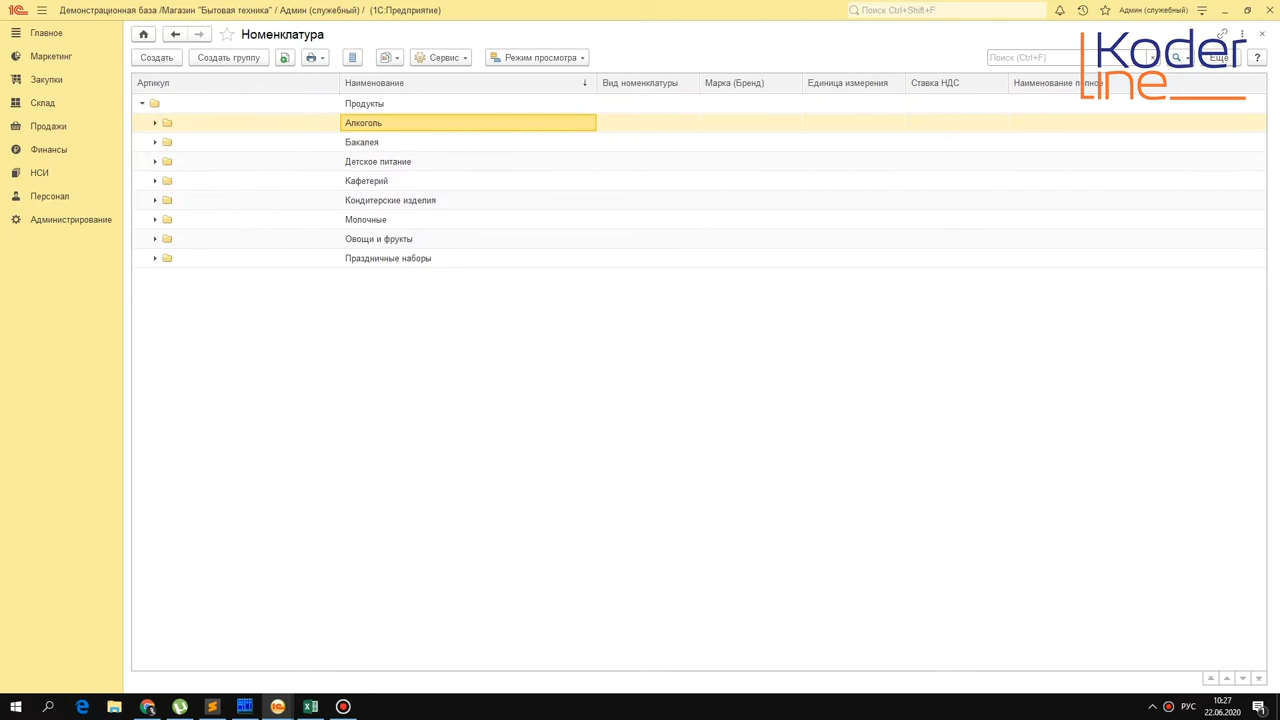 Демонстрационная база /Магазин "Бытовая техника" / Админ (служебный) / (1С:Предприятие)
Поиск Ctrl+Shift+F
Админ (служебный)
Главное
Маркетинг
Закупки
Склад
Продажи
Финансы
НСИ
Персонал
Администрирование
Номенклатура
Создать
Создать группу
Сервис
Режим просмотра
Поиск (Ctrl+F)
Еще
?
Koder
line
Артикул
Наименование
Вид номенклатуры
Марка (Бренд)
Единица измерения
Ставка НДС
Наименование полное
Продукты
Алкоголь
Бакалея
Детское питание
Кафетерий
Кондитерские изделия
Молочные
Овощи и фрукты
Праздничные наборы
РУС
10:27
22.06.2020